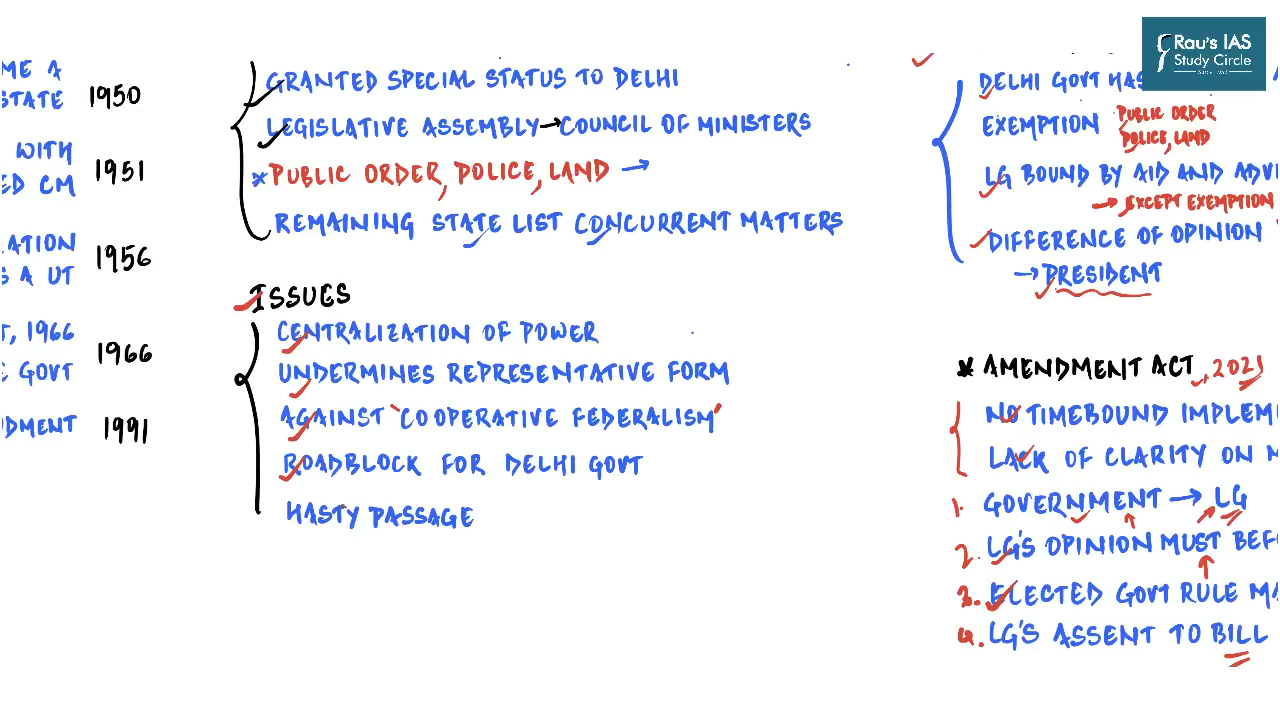 ME A
STATE 1950
WITH
ED CM 1951
ATION
S A UT 1956
T, 1966
GOVT 1966
DMENT 1991
GRANTED SPECIAL STATUS TO DELHI
LEGISLATIVE ASSEMBLY → COUNCIL OF MINISTERS
* PUBLIC ORDER, POLICE, LAND →
REMAINING STATE LIST CONCURRENT MATTERS
ISSUES
CENTRALIZATION OF POWER
UNDERMINES REPRESENTATIVE FORM
AGAINST 'COOPERATIVE FEDERALISM'
ROADBLOCK FOR DELHI GOVT
HASTY PASSAGE
Rau's IAS
Study Circle
DELHI GOVT HAS
EXEMPTION PUBLIC ORDER
POLICE, LAND
LG BOUND BY AID AND ADVI
→ EXCEPT EXEMPTION
DIFFERENCE OF OPINION
→ PRESIDENT
* AMENDMENT ACT, 2021
NO TIMEBOUND IMPLEM
LACK OF CLARITY ON M
1. GOVERNMENT → LG
2. LG'S OPINION MUST BEF
3. ELECTED GOVT RULE MA
4. LG'S ASSENT TO BILL